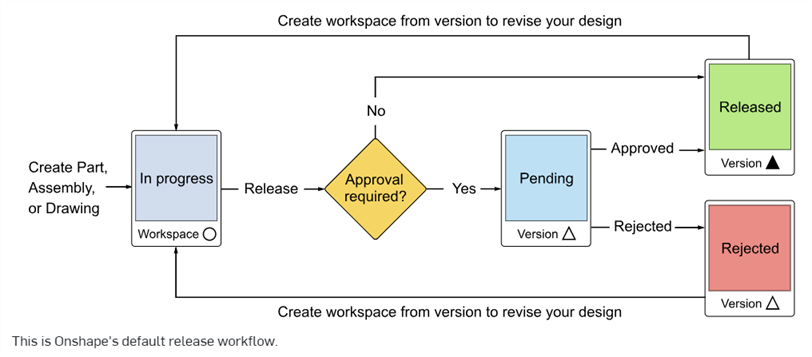 Create workspace from version to revise your design
No
Released
Version
Create Part,
Assembly,
or Drawing
In progress
Workspace
Release
Approval
required?
Yes
Pending
Version
Approved
Rejected
Rejected
Version
Create workspace from version to revise your design
This is Onshape's default release workflow.